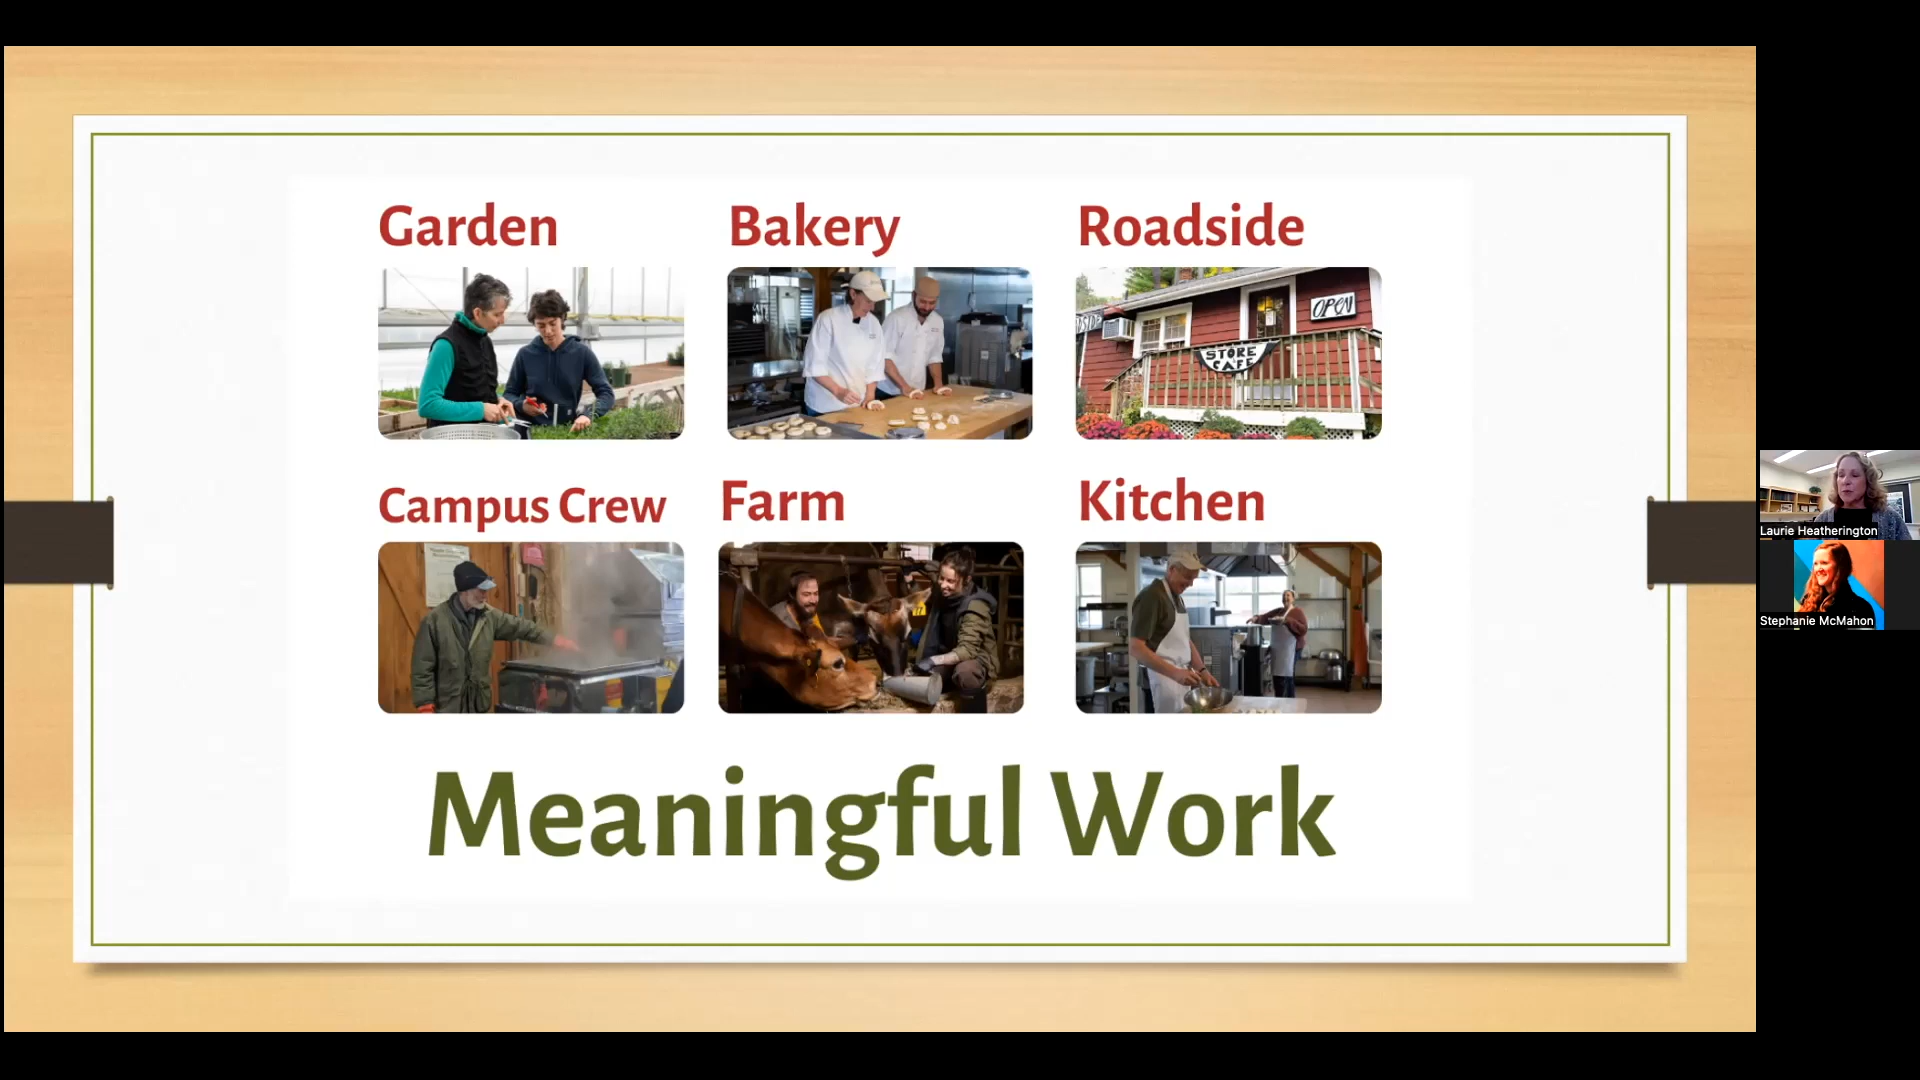 Garden
Bakery
Roadside
OPEN
STORE
CAFE
Campus Crew
Farm
Kitchen
Meaningful Work
Laurie Heatherington
Stephanie McMahon